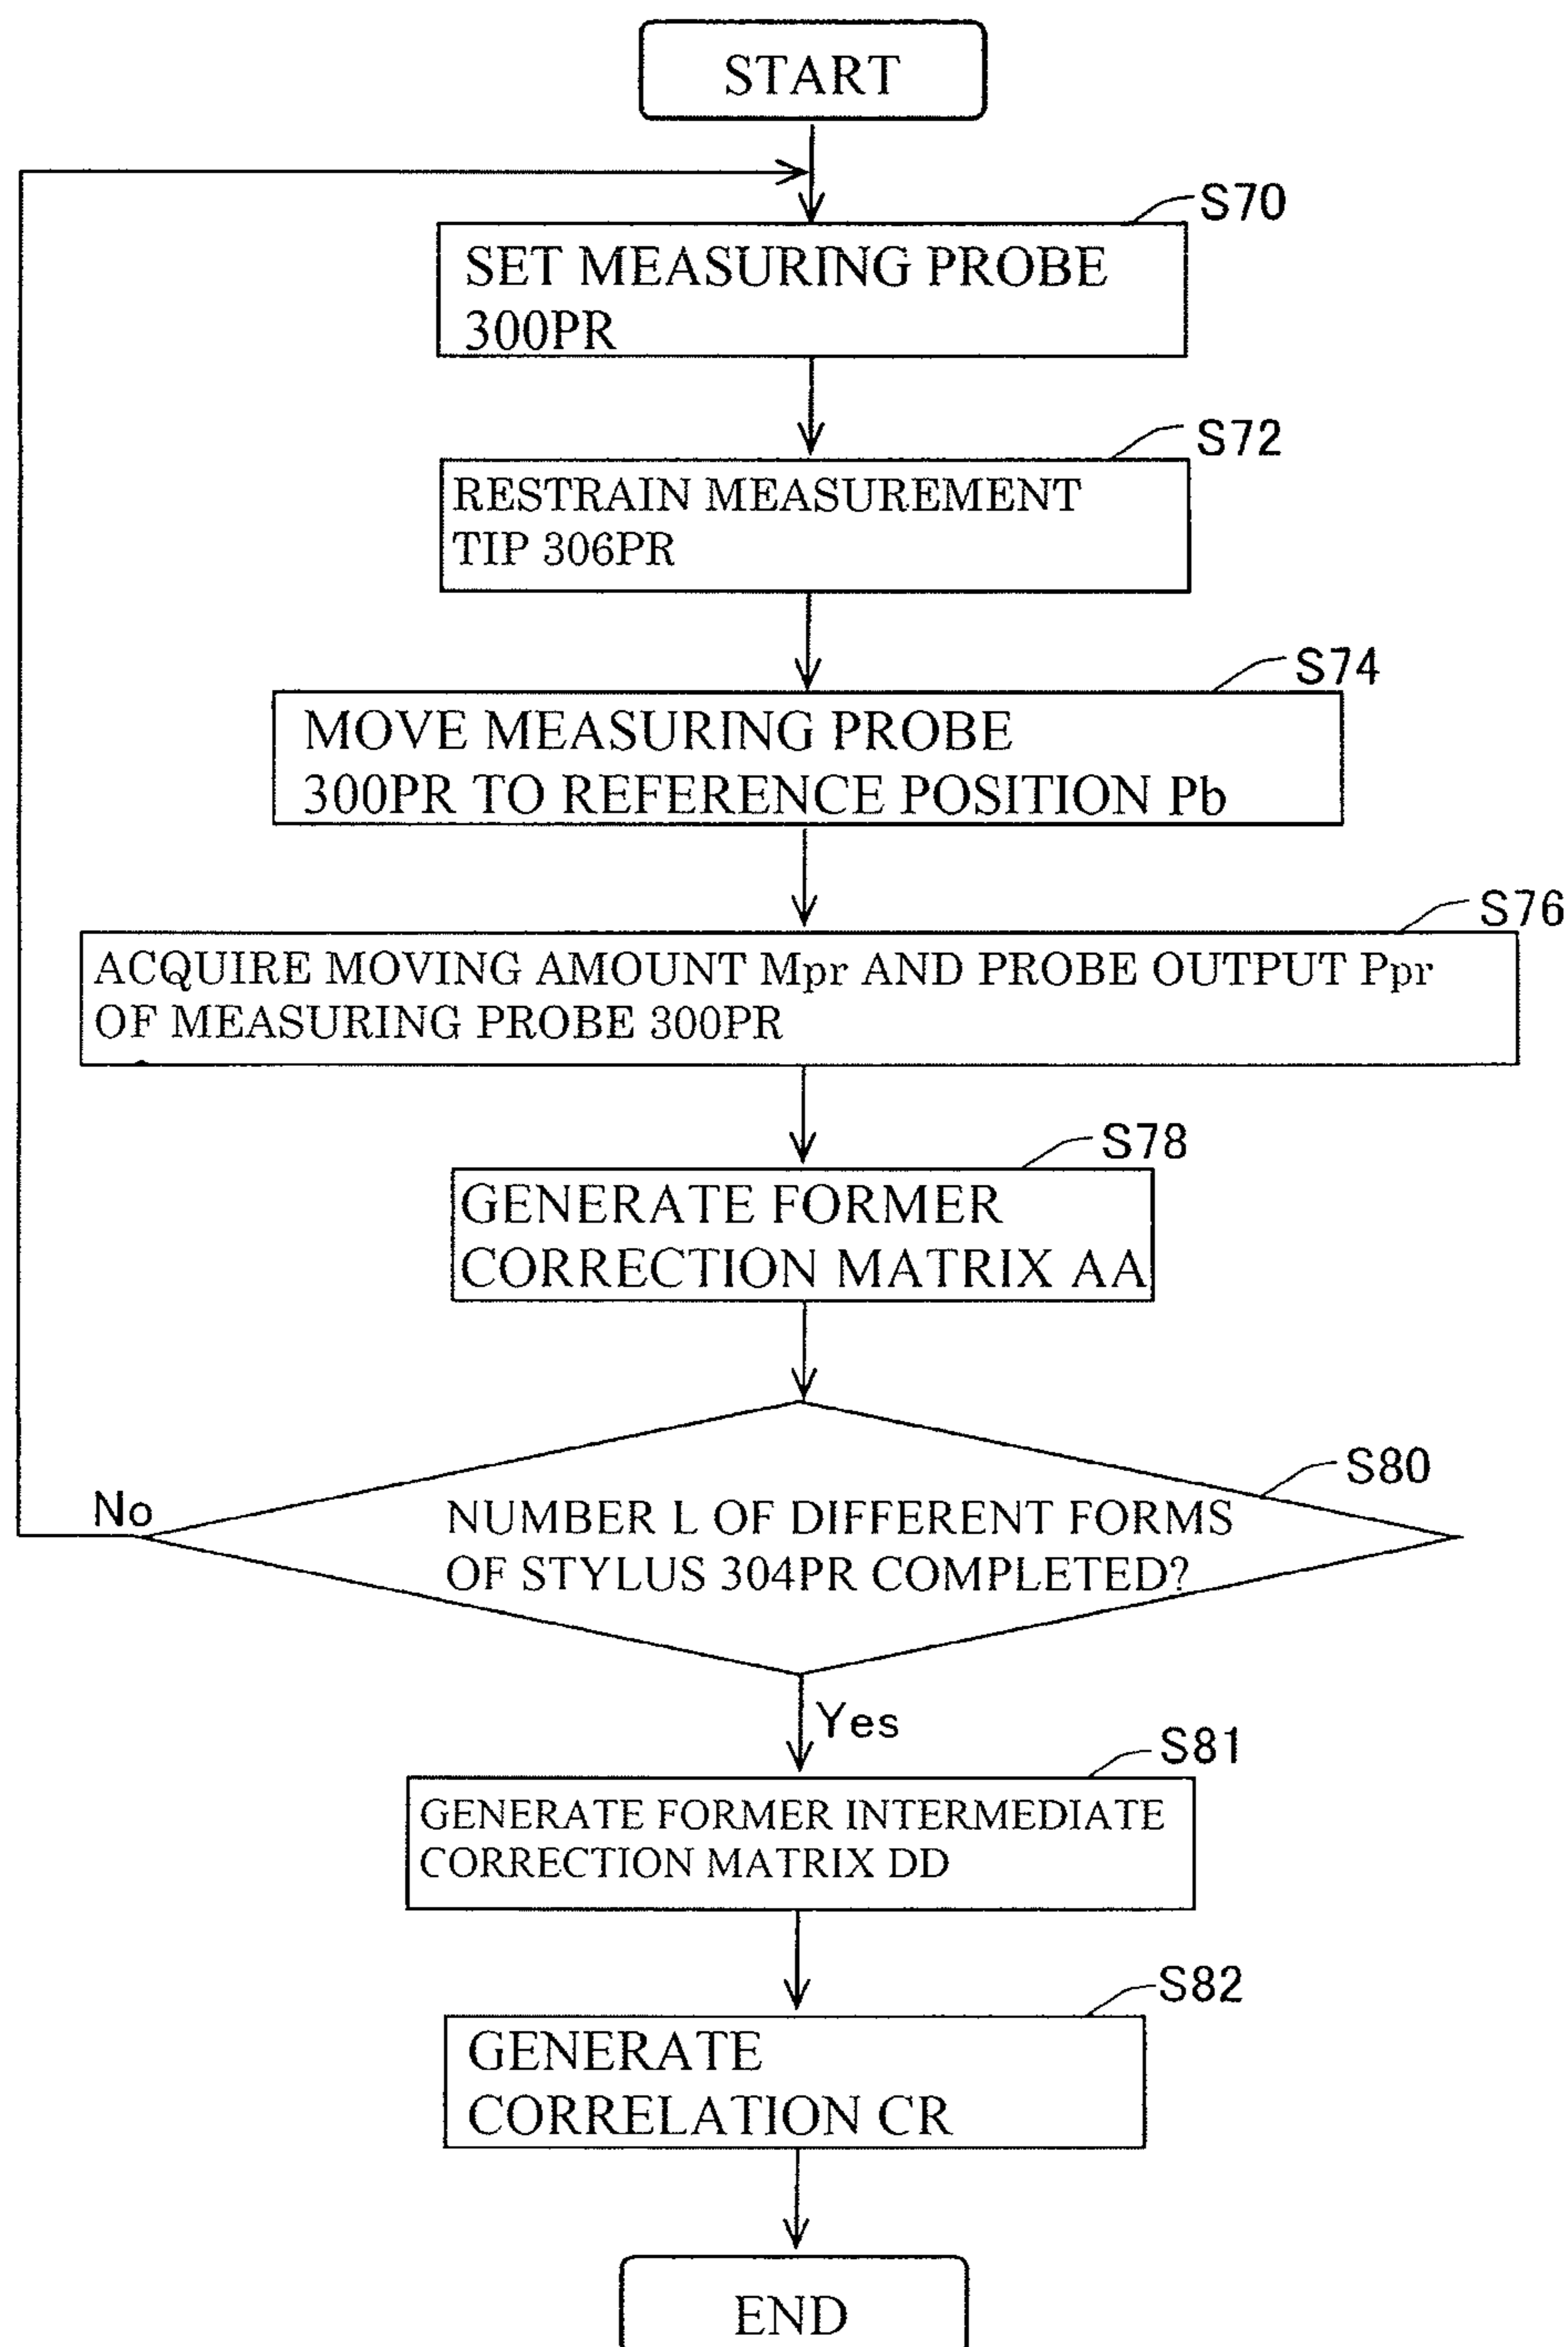 START
S70
SET MEASURING PROBE
300PR
S72
RESTRAIN MEASUREMENT
TIP 306PR
S74
MOVE MEASURING PROBE
300PR TO REFERENCE POSITION Pb
S76
ACQUIRE MOVING AMOUNT Mpr AND PROBE OUTPUT Ppr
OF MEASURING PROBE 300PR
S78
GENERATE FORMER
CORRECTION MATRIX AA
S80
No
NUMBER L OF DIFFERENT FORMS
OF STYLUS 304PR COMPLETED?
Yes
S81
GENERATE FORMER INTERMEDIATE
CORRECTION MATRIX DD
S82
GENERATE
CORRELATION CR
END